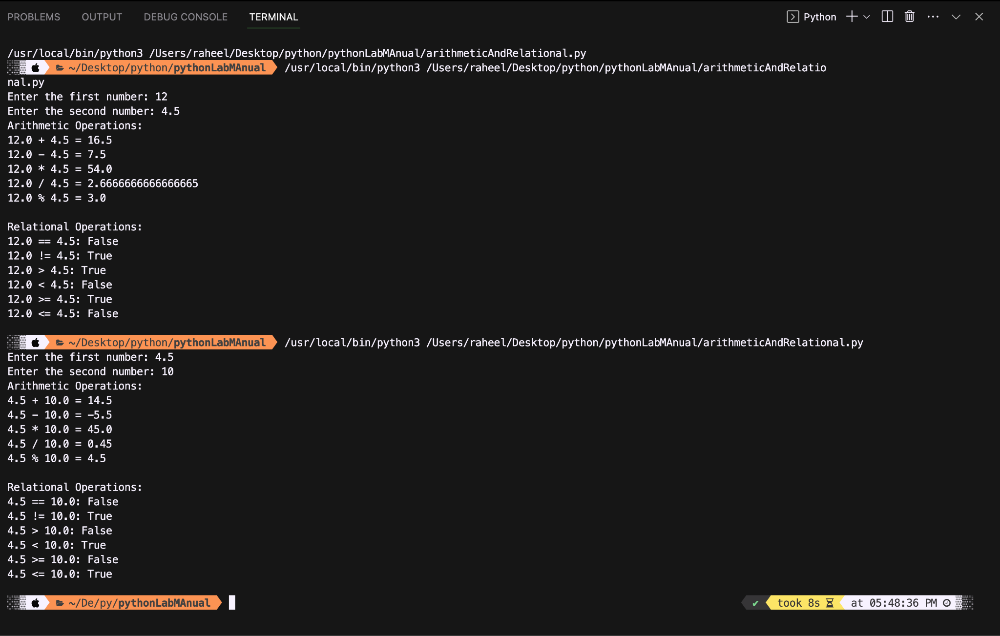 PROBLEMS OUTPUT DEBUG CONSOLE TERMINAL Python
/usr/local/bin/python3 /Users/raheel/Desktop/python/pythonLabMAnual/arithmeticAndRelational.py
~/Desktop/python/pythonLabMAnual /usr/local/bin/python3 /Users/raheel/Desktop/python/pythonLabMAnual/arithmeticAndRelatio
nal.py
Enter the first number: 12
Enter the second number: 4.5
Arithmetic Operations:
12.0 + 4.5 = 16.5
12.0 - 4.5 = 7.5
12.0 * 4.5 = 54.0
12.0 / 4.5 = 2.6666666666666665
12.0 % 4.5 = 3.0
Relational Operations:
12.0 == 4.5: False
12.0 != 4.5: True
12.0 > 4.5: True
12.0 < 4.5: False
12.0 >= 4.5: True
12.0 <= 4.5: False
~/Desktop/python/pythonLabMAnual /usr/local/bin/python3 /Users/raheel/Desktop/python/pythonLabMAnual/arithmeticAndRelational.py
Enter the first number: 4.5
Enter the second number: 10
Arithmetic Operations:
4.5 + 10.0 = 14.5
4.5 - 10.0 = -5.5
4.5 * 10.0 = 45.0
4.5 / 10.0 = 0.45
4.5 % 10.0 = 4.5
Relational Operations:
4.5 == 10.0: False
4.5 != 10.0: True
4.5 > 10.0: False
4.5 < 10.0: True
4.5 >= 10.0: False
4.5 <= 10.0: True
~/De/py/pythonLabMAnual ✔ took 8s at 05:48:36 PM